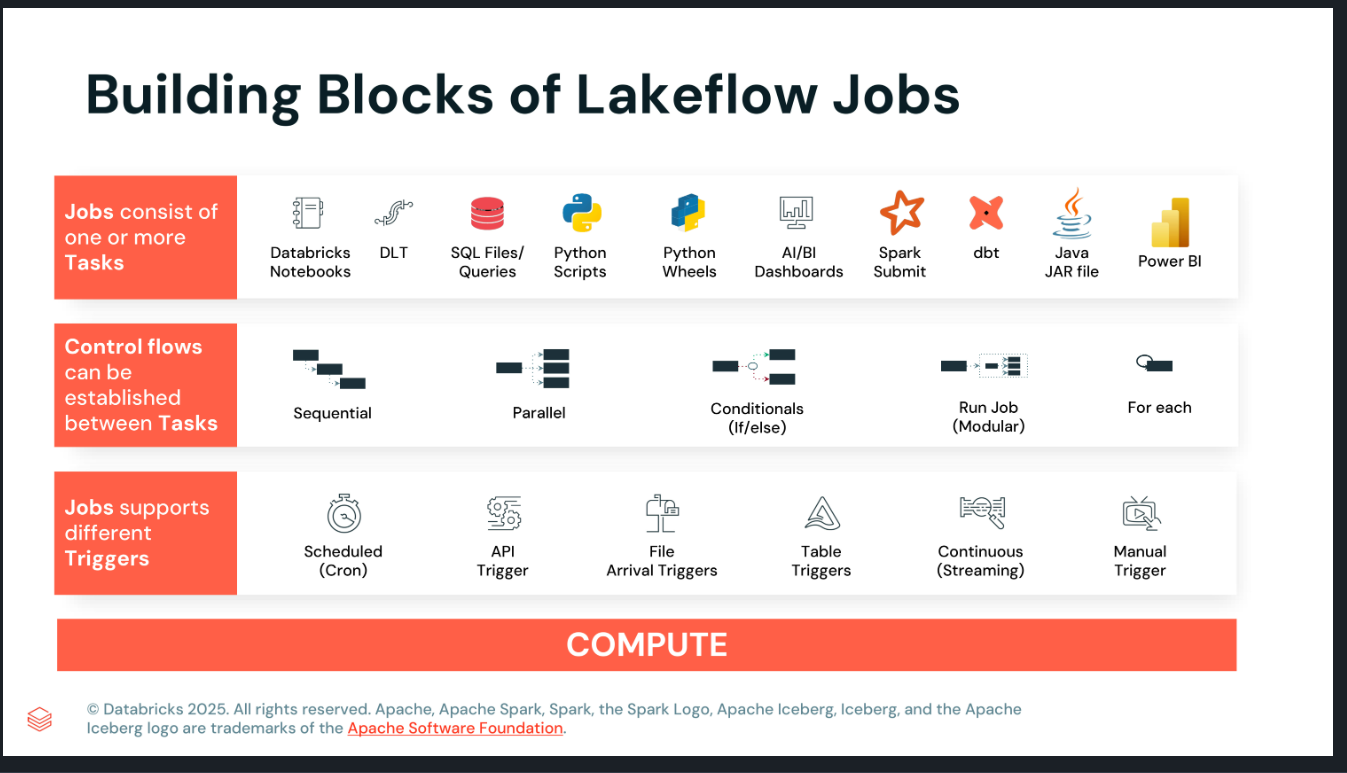 Building Blocks of Lakeflow Jobs
Jobs consist of
one or more
Tasks
Databricks
Notebooks
DLT
SQL Files/
Queries
Python
Scripts
Python
Wheels
AI/BI
Dashboards
Spark
Submit
dbt
Java
JAR file
Power BI
Control flows
can be
established
between Tasks
Sequential
Parallel
Conditionals
(If/else)
Run Job
(Modular)
For each
Jobs supports
different
Triggers
Scheduled
(Cron)
API
Trigger
File
Arrival Triggers
Table
Triggers
Continuous
(Streaming)
Manual
Trigger
COMPUTE
© Databricks 2025. All rights reserved. Apache, Apache Spark, Spark, the Spark Logo, Apache Iceberg, Iceberg, and the Apache
Iceberg logo are trademarks of the Apache Software Foundation.